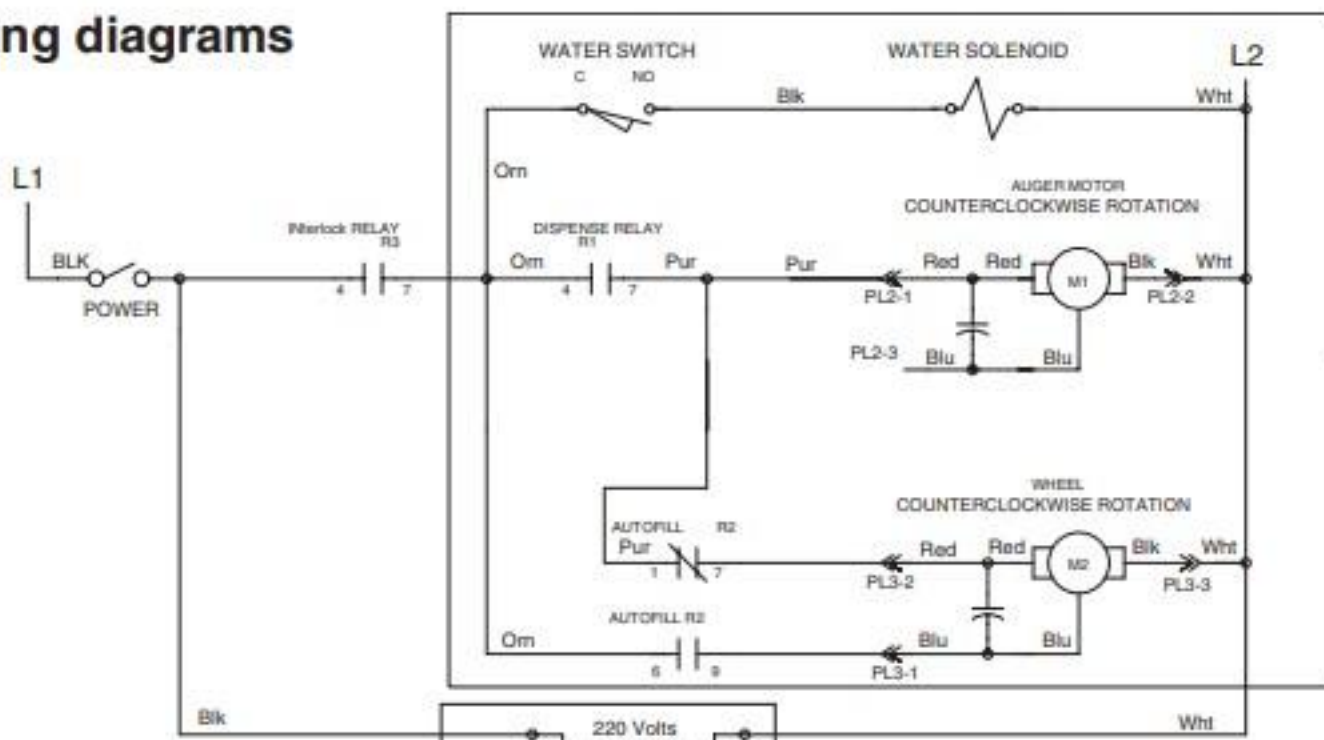 ng diagrams
WATER SWITCH
WATER SOLENOID
L2
C NO
Blk
Wht
Orn
L1
AUGER MOTOR
COUNTERCLOCKWISE ROTATION
INterlock RELAY
R3
DISPENSE RELAY
R1
BLK
Orn
Pur
Pur
Red
Red
M1
Blk
Wht
POWER
4 7
4 7
PL2-1
PL2-2
PL2-3
Blu
Blu
WHEEL
COUNTERCLOCKWISE ROTATION
AUTOFILL R2
Pur
1 7
Red
Red
M2
Blk
Wht
PL3-2
PL3-3
AUTOFILL R2
Orn
6 9
Blu
Blu
PL3-1
Blk
220 Volts
Wht